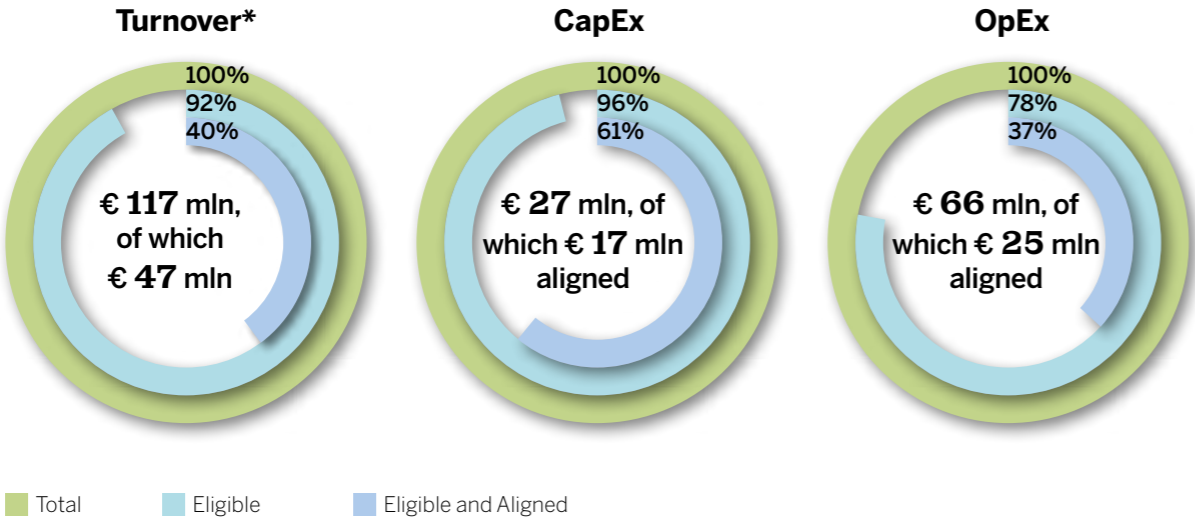 Turnover*
100%
92%
40%
€ 117 mln,
of which
€ 47 mln
CapEx
100%
96%
61%
€ 27 mln, of
which € 17 mln
aligned
OpEx
100%
78%
37%
€ 66 mln, of
which € 25 mln
aligned
Total
Eligible
Eligible and Aligned